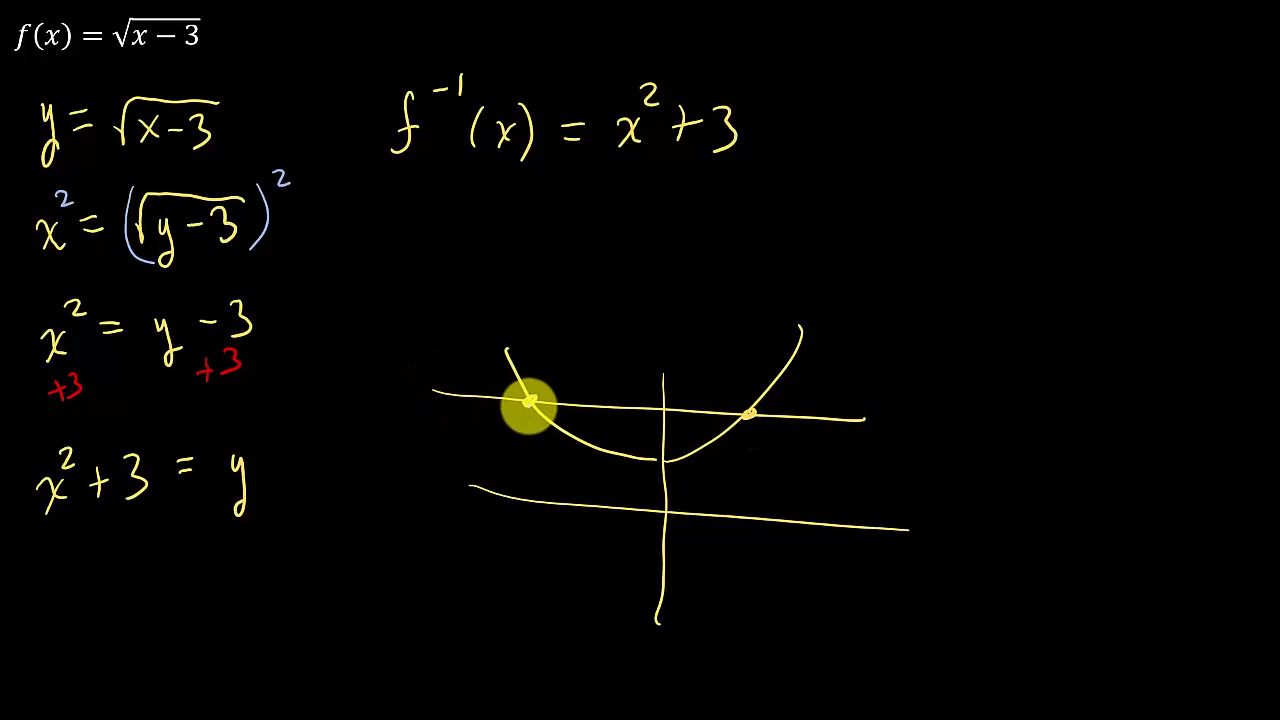 f(x) = √x − 3
y = √x − 3
x² = (√y − 3)²
x² = y − 3
+3 +3
x² + 3 = y
f⁻¹(x) = x² + 3